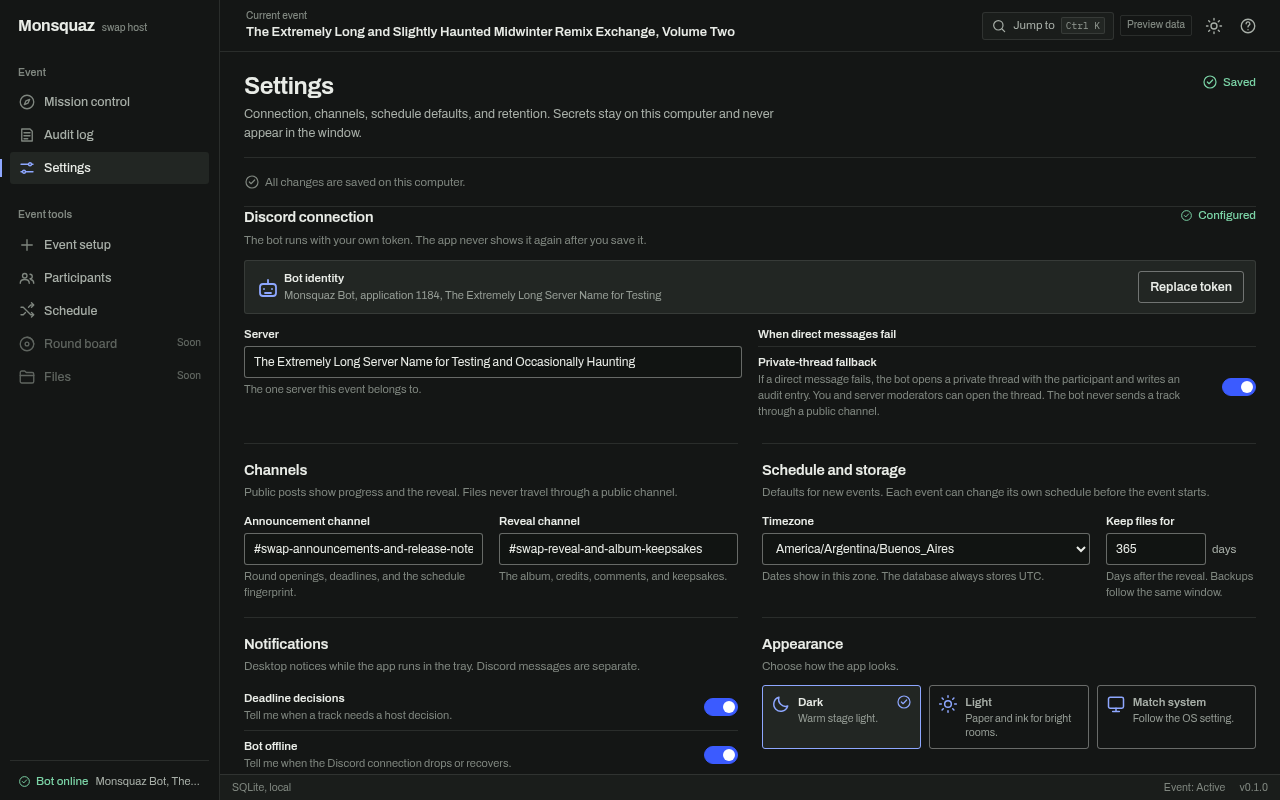 Monsquaz swap host
Event
Mission control
Audit log
Settings
Event tools
Event setup
Participants
Schedule
Round board Soon
Files Soon
Bot online Monsquaz Bot, The...
Current event
The Extremely Long and Slightly Haunted Midwinter Remix Exchange, Volume Two
Jump to Ctrl K
Preview data
Settings
Saved
Connection, channels, schedule defaults, and retention. Secrets stay on this computer and never
appear in the window.
All changes are saved on this computer.
Discord connection
Configured
The bot runs with your own token. The app never shows it again after you save it.
Bot identity
Monsquaz Bot, application 1184, The Extremely Long Server Name for Testing
Replace token
Server
The Extremely Long Server Name for Testing and Occasionally Haunting
The one server this event belongs to.
When direct messages fail
Private-thread fallback
If a direct message fails, the bot opens a private thread with the participant and writes an
audit entry. You and server moderators can open the thread. The bot never sends a track
through a public channel.
Channels
Public posts show progress and the reveal. Files never travel through a public channel.
Announcement channel
#swap-announcements-and-release-note
Round openings, deadlines, and the schedule
fingerprint.
Reveal channel
#swap-reveal-and-album-keepsakes
The album, credits, comments, and keepsakes.
Schedule and storage
Defaults for new events. Each event can change its own schedule before the event starts.
Timezone
America/Argentina/Buenos_Aires
Dates show in this zone. The database always stores UTC.
Keep files for
365 days
Days after the reveal. Backups
follow the same window.
Notifications
Desktop notices while the app runs in the tray. Discord messages are separate.
Deadline decisions
Tell me when a track needs a host decision.
Bot offline
Tell me when the Discord connection drops or recovers.
Appearance
Choose how the app looks.
Dark
Warm stage light.
Light
Paper and ink for bright
rooms.
Match system
Follow the OS setting.
SQLite, local
Event: Active v0.1.0